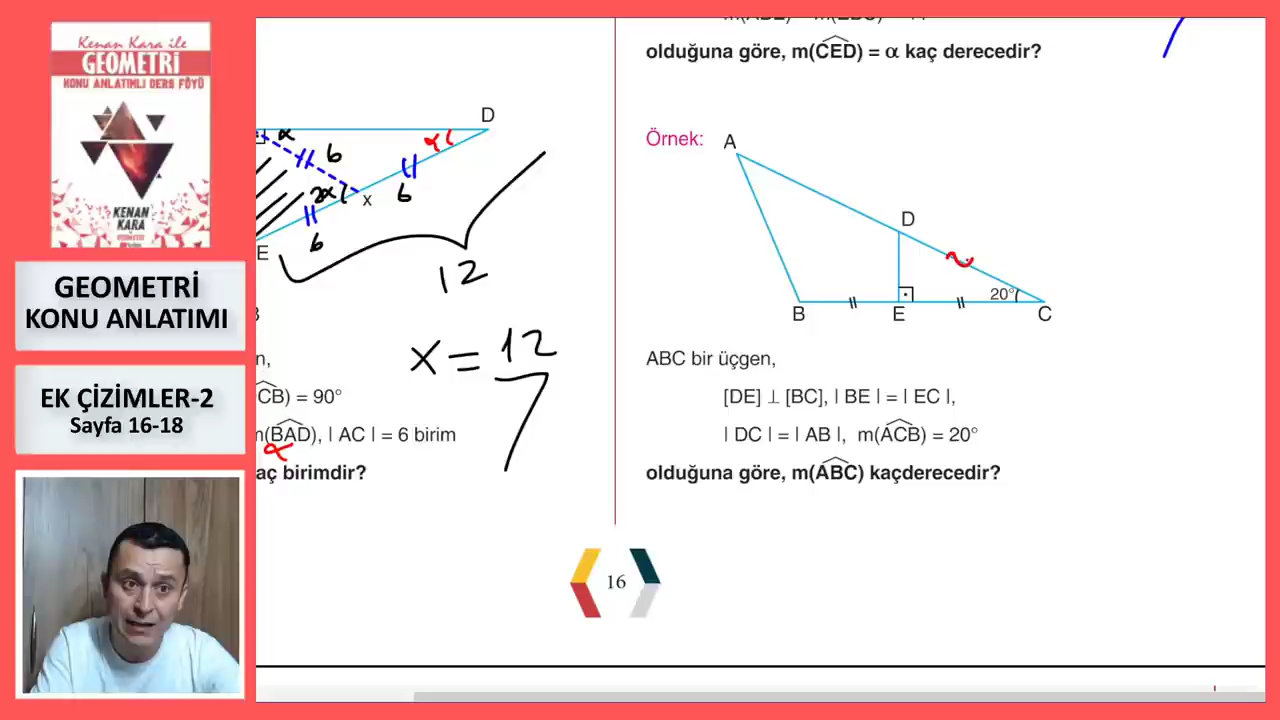 Kenan Kara ile
GEOMETRİ
KONU ANLATIMLI DERS FÖYÜ
KENAN
KARA
GEOMETRİ
KONU ANLATIMI
EK ÇİZİMLER-2
Sayfa 16-18
D
α
6
2α
x
6
6
E
12
x = 12
n,
CB) = 90°
m(BAD), | AC | = 6 birim
α
aç birimdir?
olduğuna göre, m(CED) = α kaç derecedir?
Örnek:
A
D
20°
B
E
C
ABC bir üçgen,
[DE] ⊥ [BC], | BE | = | EC |,
| DC | = | AB |, m(ACB) = 20°
olduğuna göre, m(ABC) kaçderecedir?
16